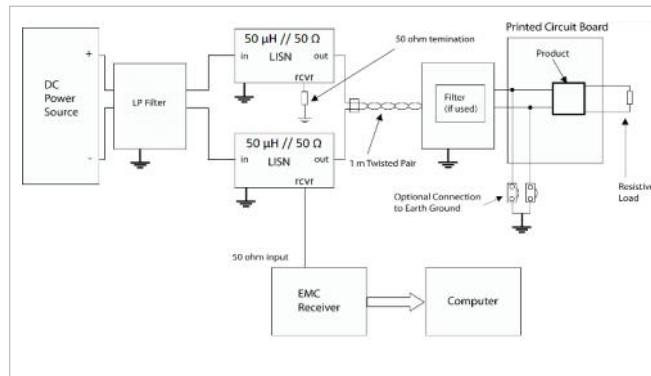 Printed Circuit Board
50 μH // 50 Ω
LISN
in
out
rcvr
50 ohm temination
Product
+
DC
Power
Source
-
LP Filter
Filter
(if used)
50 μH // 50 Ω
LISN
in
out
rcvr
1 m Twisted Pair
Optional Connection
to Earth Ground
Resistive
Load
50 ohm input
EMC
Receiver
Computer